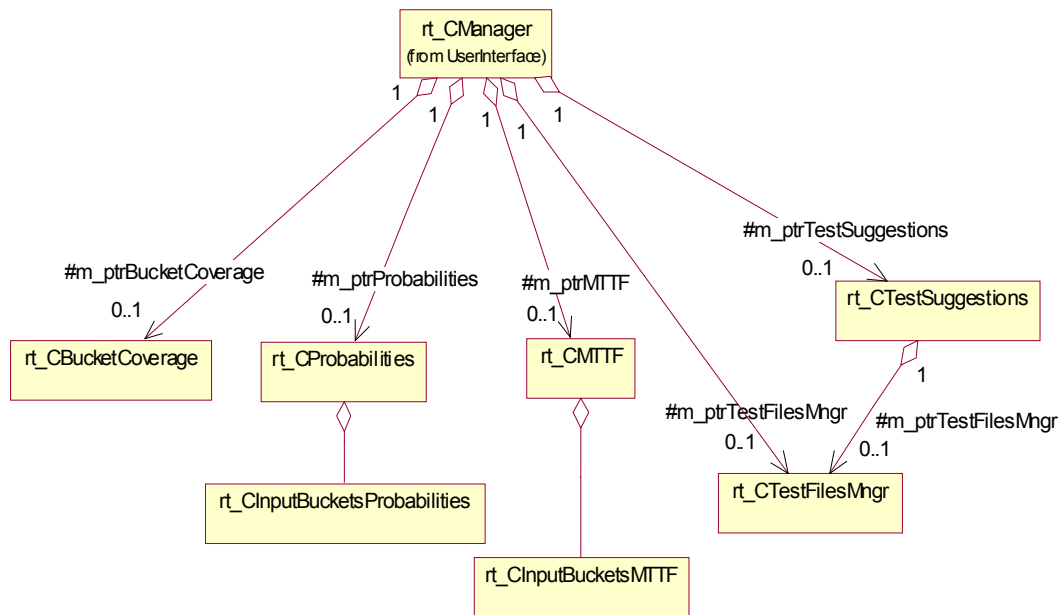 rt_CManager
(from UserInterface)
1
1
1
1
1
#m_ptrTestSuggestions
#m_ptrBucketCoverage
#m_ptrProbabilities
#m_ptrMTTF
0..1
0..1
0..1
0..1
rt_CTestSuggestions
rt_CBucketCoverage
rt_CProbabilities
rt_CMTTF
1
#m_ptrTestFilesMngr
#m_ptrTestFilesMngr
0..1
0..1
rt_CTestFilesMngr
rt_CInputBucketsProbabilities
rt_CInputBucketsMTTF